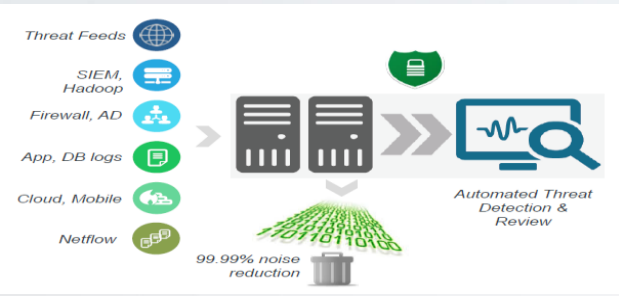 Threat Feeds
SIEM,
Hadoop
Firewall, AD
App, DB logs
Cloud, Mobile
Netflow
Automated Threat
Detection &
Review
110110110100
99.99% noise
reduction